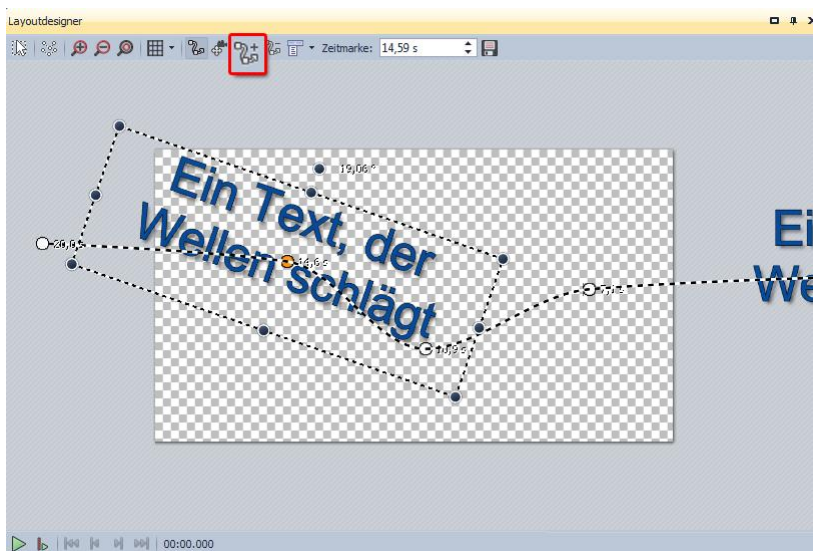 Layoutdesigner
Zeitmarke: 14,59 s
19,06°
Ein Text, der
Wellen schlägt
20,0 s
14,6 s
10,9 s
Ei
We
00:00.000